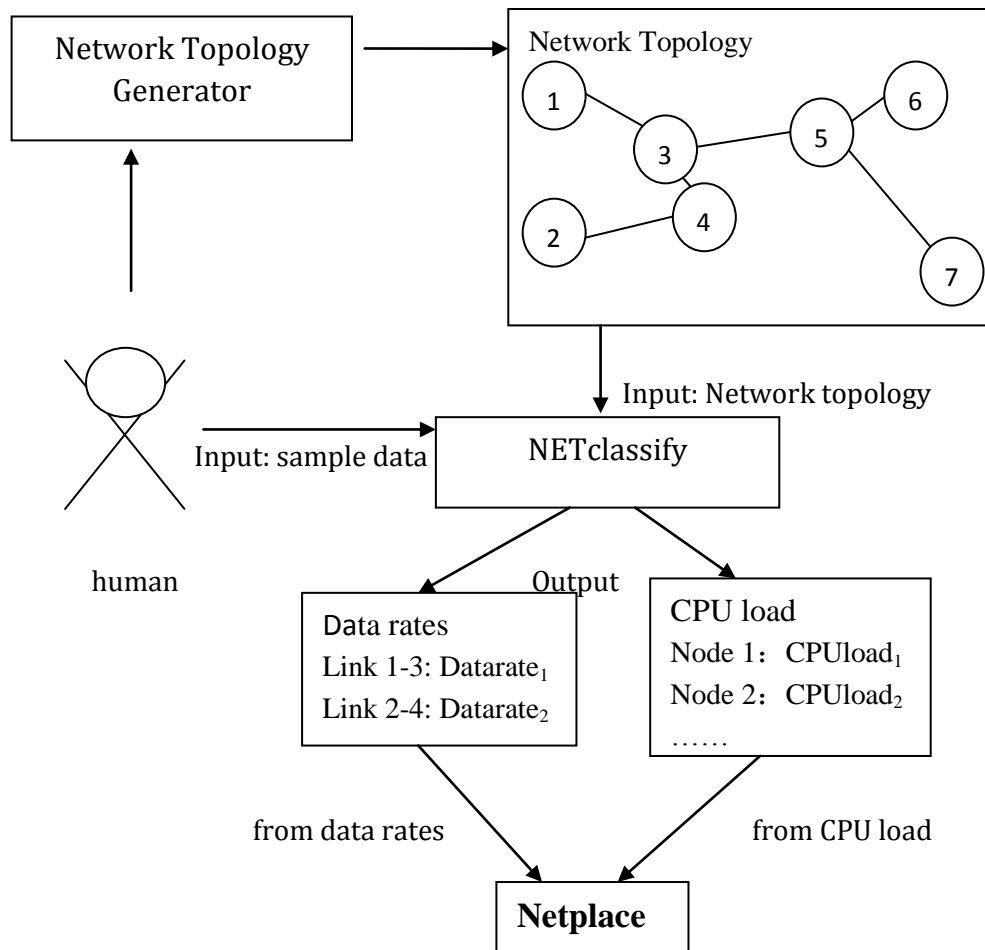 Network Topology
Generator
Network Topology
1
6
3
5
2
4
7
Input: Network topology
Input: sample data
NETclassify
human
Output
Data rates
Link 1-3: Datarate₁
Link 2-4: Datarate₂
CPU load
Node 1： CPUload₁
Node 2： CPUload₂
……
from data rates
from CPU load
Netplace